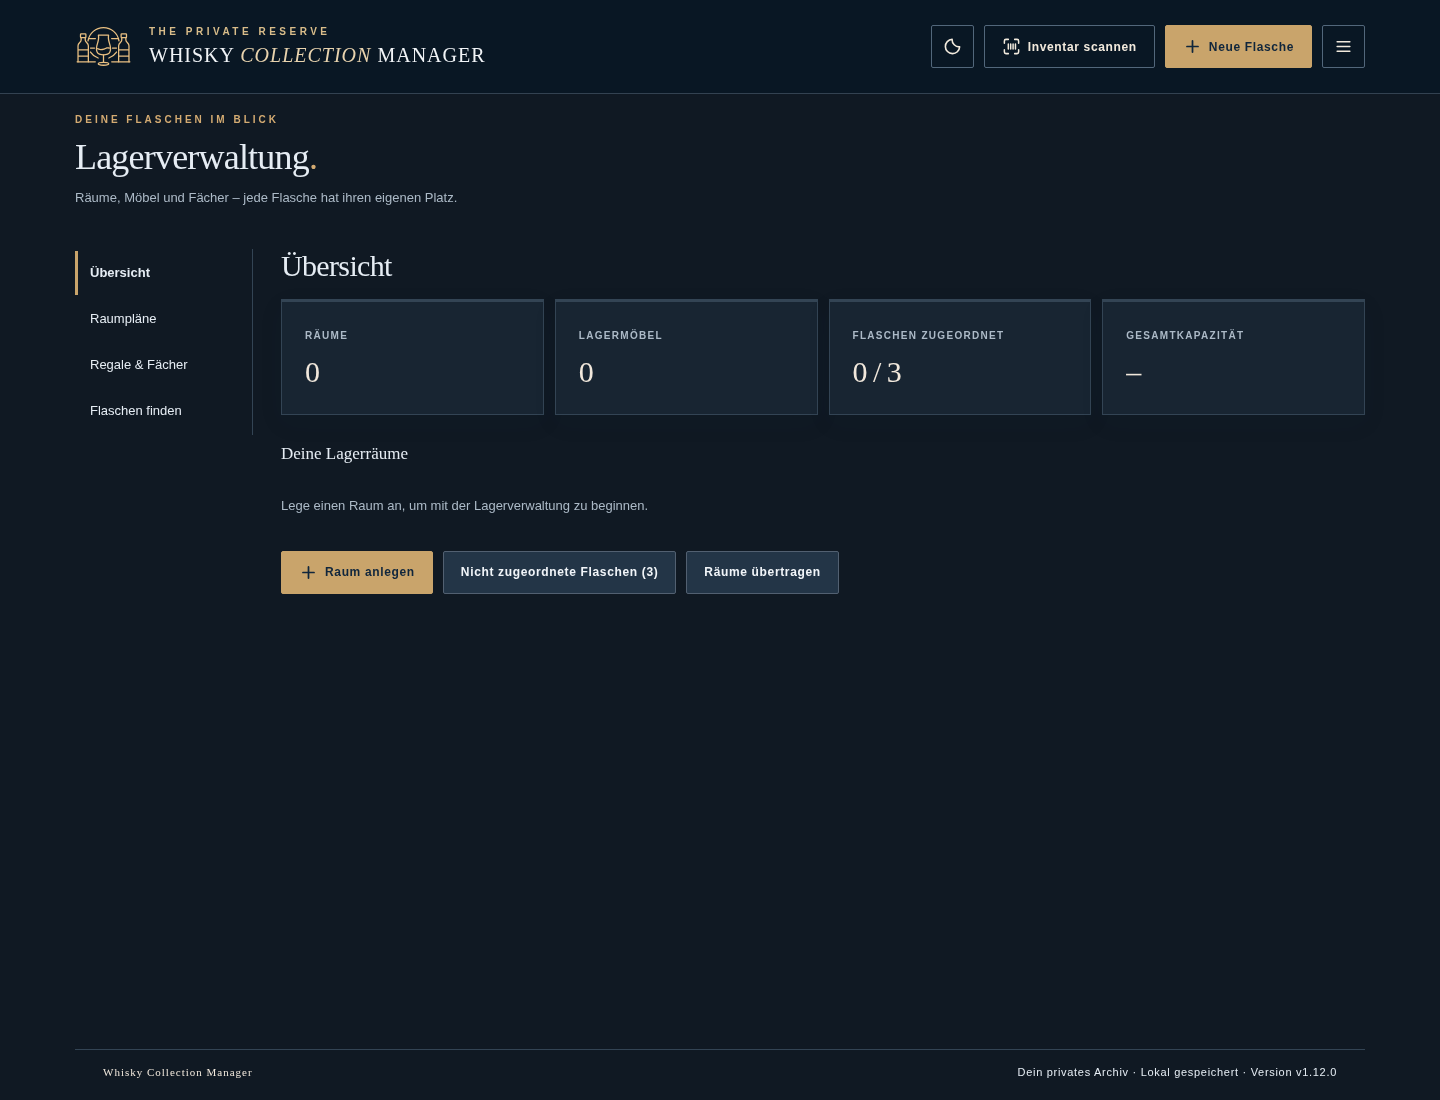 THE PRIVATE RESERVE
WHISKY COLLECTION MANAGER
Inventar scannen
Neue Flasche
DEINE FLASCHEN IM BLICK
Lagerverwaltung.
Räume, Möbel und Fächer – jede Flasche hat ihren eigenen Platz.
Übersicht
Raumpläne
Regale & Fächer
Flaschen finden
Übersicht
RÄUME
0
LAGERMÖBEL
0
FLASCHEN ZUGEORDNET
0 / 3
GESAMTKAPAZITÄT
–
Deine Lagerräume
Lege einen Raum an, um mit der Lagerverwaltung zu beginnen.
Raum anlegen
Nicht zugeordnete Flaschen (3)
Räume übertragen
Whisky Collection Manager
Dein privates Archiv · Lokal gespeichert · Version v1.12.0